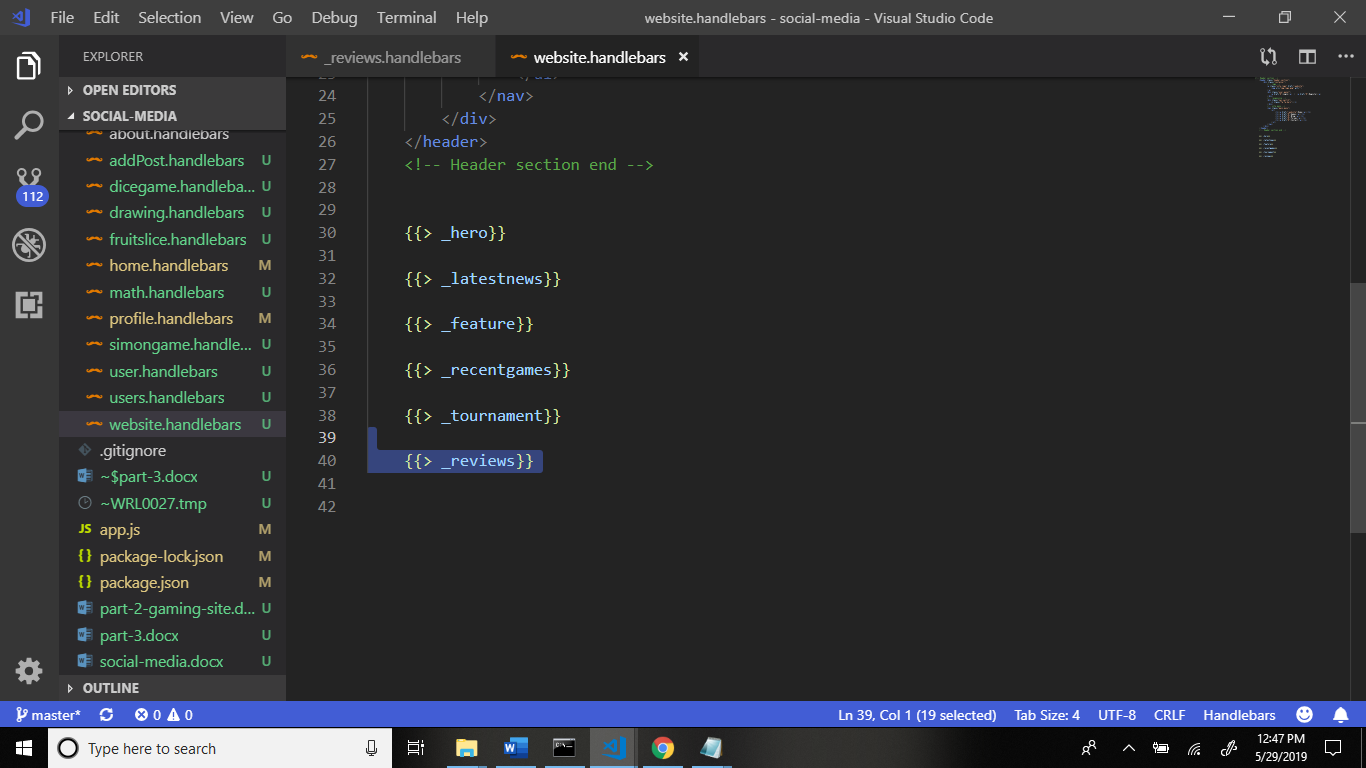 File Edit Selection View Go Debug Terminal Help website.handlebars - social-media - Visual Studio Code
EXPLORER
_reviews.handlebars website.handlebars
OPEN EDITORS
SOCIAL-MEDIA
about.handlebars
addPost.handlebars U
dicegame.handleba... U
drawing.handlebars U
fruitslice.handlebars U
home.handlebars M
math.handlebars U
profile.handlebars M
simongame.handle... U
user.handlebars U
users.handlebars U
website.handlebars U
.gitignore
~$part-3.docx U
~WRL0027.tmp U
JS app.js M
{} package-lock.json M
{} package.json M
part-2-gaming-site.d... U
part-3.docx U
social-media.docx U
OUTLINE
112
24 </nav>
25 </div>
26 </header>
27 <!-- Header section end -->
28
29
30 {{> _hero}}
31
32 {{> _latestnews}}
33
34 {{> _feature}}
35
36 {{> _recentgames}}
37
38 {{> _tournament}}
39
40 {{> _reviews}}
41
42
master* 0 0 Ln 39, Col 1 (19 selected) Tab Size: 4 UTF-8 CRLF Handlebars
Type here to search
12:47 PM
5/29/2019